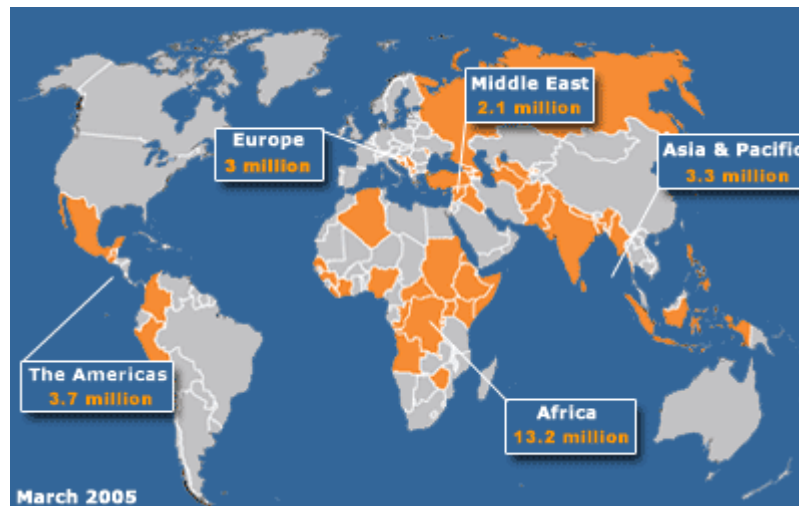 Middle East
2.1 million
Europe
3 million
Asia & Pacific
3.3 million
The Americas
3.7 million
Africa
13.2 million
March 2005